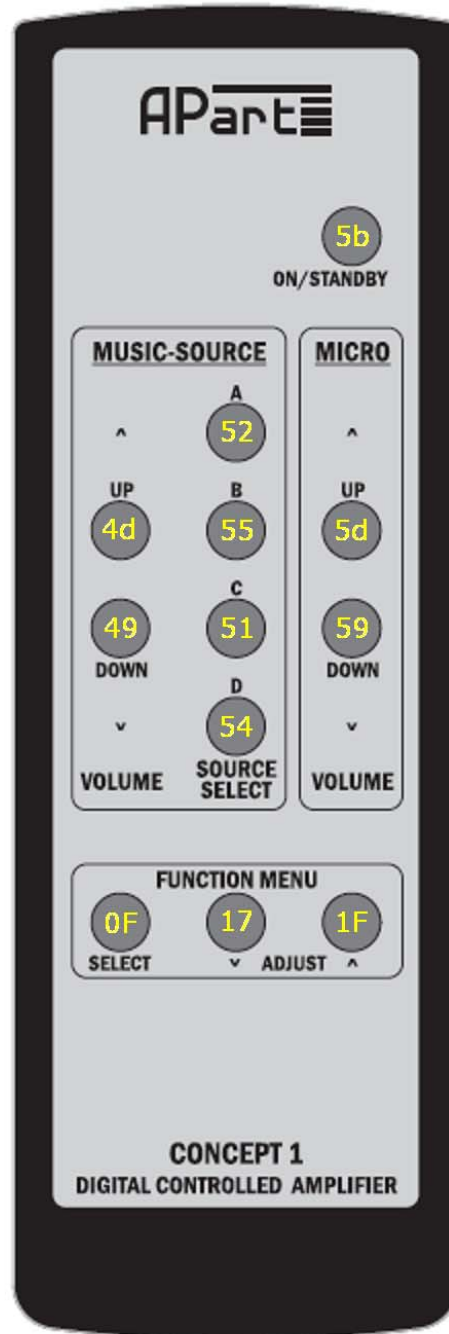 APart
5b
ON/STANDBY
MUSIC-SOURCE
A
^
52
UP
B
4d
55
C
49
51
DOWN
D
v
54
VOLUME
SOURCE
SELECT
MICRO
^
UP
5d
59
DOWN
v
VOLUME
FUNCTION MENU
0F
17
1F
SELECT
v
ADJUST
^
CONCEPT 1
DIGITAL CONTROLLED AMPLIFIER